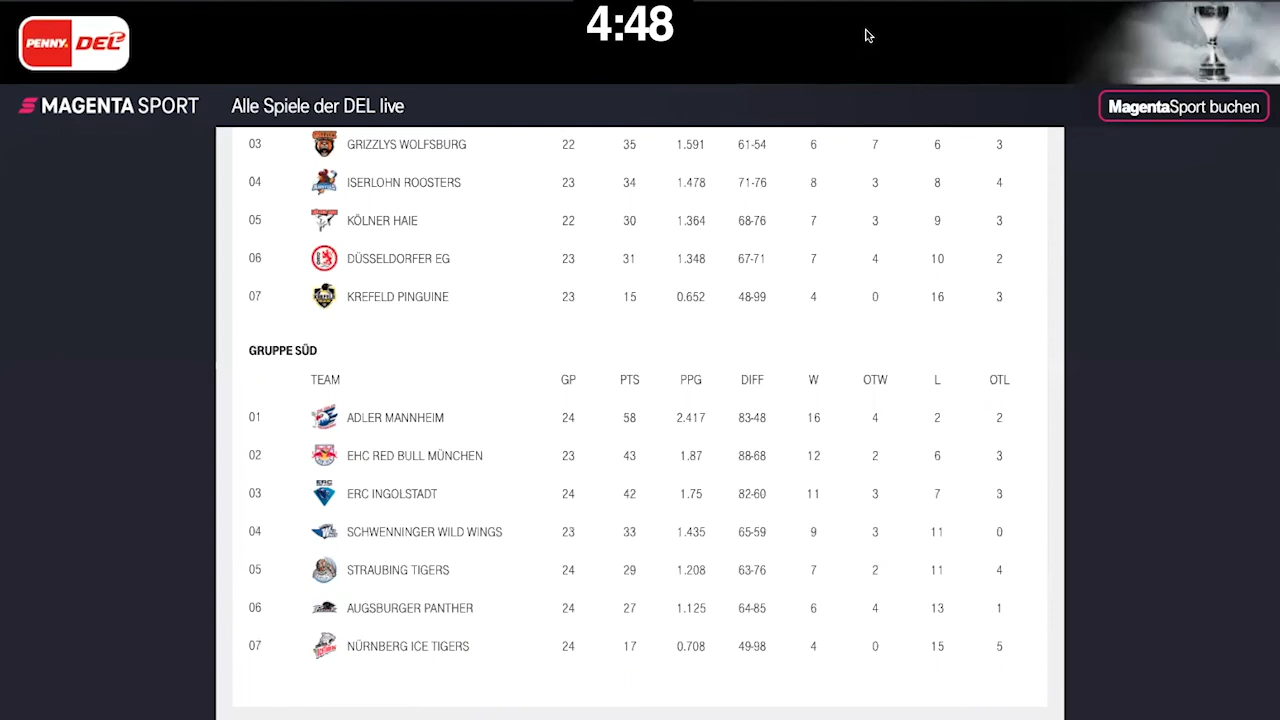 4:48
PENNY. DEL
MAGENTA SPORT Alle Spiele der DEL live MagentaSport buchen
03 GRIZZLYS WOLFSBURG 22 35 1.591 61-54 6 7 6 3
04 ISERLOHN ROOSTERS 23 34 1.478 71-76 8 3 8 4
05 KÖLNER HAIE 22 30 1.364 68-76 7 3 9 3
06 DÜSSELDORFER EG 23 31 1.348 67-71 7 4 10 2
07 KREFELD PINGUINE 23 15 0.652 48-99 4 0 16 3
GRUPPE SÜD
TEAM GP PTS PPG DIFF W OTW L OTL
01 ADLER MANNHEIM 24 58 2.417 83-48 16 4 2 2
02 EHC RED BULL MÜNCHEN 23 43 1.87 88-68 12 2 6 3
03 ERC INGOLSTADT 24 42 1.75 82-60 11 3 7 3
04 SCHWENNINGER WILD WINGS 23 33 1.435 65-59 9 3 11 0
05 STRAUBING TIGERS 24 29 1.208 63-76 7 2 11 4
06 AUGSBURGER PANTHER 24 27 1.125 64-85 6 4 13 1
07 NÜRNBERG ICE TIGERS 24 17 0.708 49-98 4 0 15 5